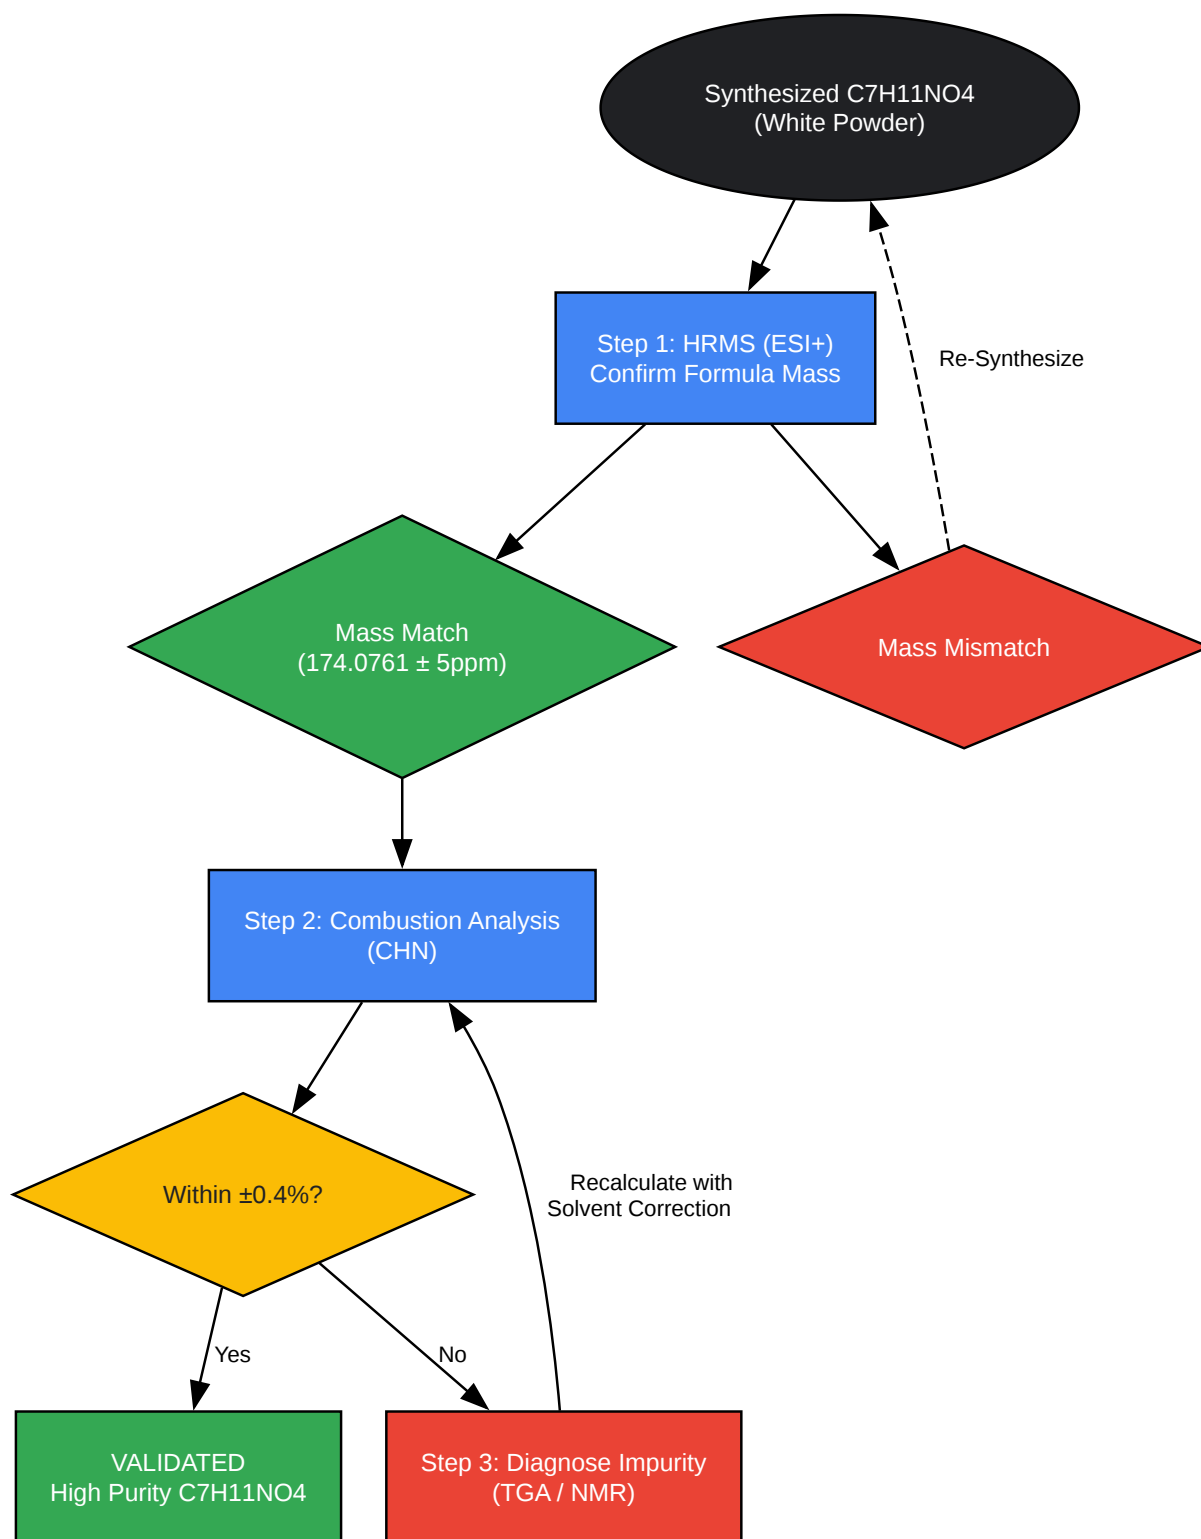 Synthesized C7H11NO4
(White Powder)
Step 1: HRMS (ESI+)
Confirm Formula Mass
Re-Synthesize
Mass Match
(174.0761 ± 5ppm)
Mass Mismatch
Step 2: Combustion Analysis
(CHN)
Within ±0.4%?
Recalculate with
Solvent Correction
Yes
No
VALIDATED
High Purity C7H11NO4
Step 3: Diagnose Impurity
(TGA / NMR)